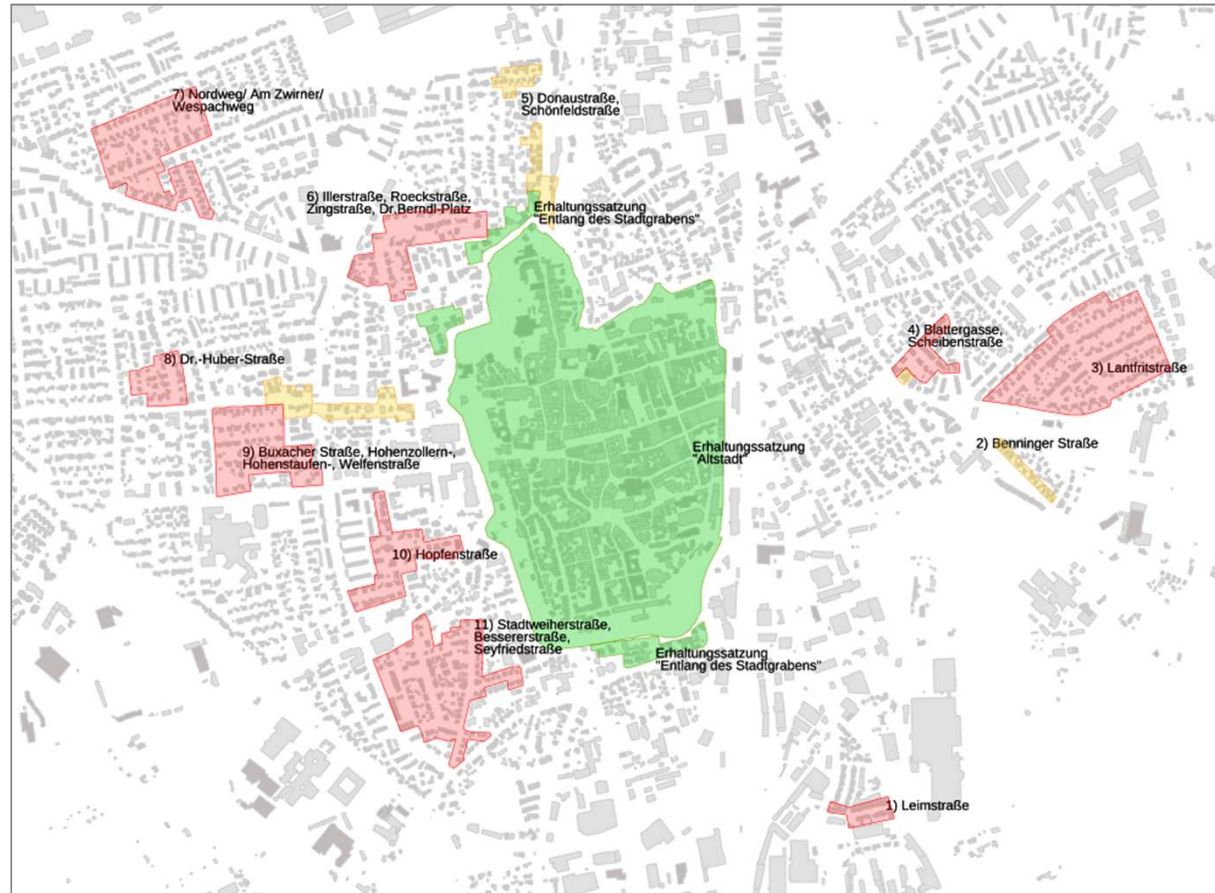 7) Nordweg/ Am Zwirner/
Wespachweg
5) Donaustraße,
Schönfeldstraße
6) Illerstraße, Roeckstraße,
Zingstraße, Dr.Berndl-Platz
Erhaltungssatzung
"Entlang des Stadtgrabens"
4) Blattergasse,
Scheibenstraße
8) Dr.-Huber-Straße
3) Lantfritstraße
2) Benninger Straße
Erhaltungssatzung
"Altstadt"
9) Buxacher Straße, Hohenzollern-,
Hohenstaufen-, Welfenstraße
10) Hopfenstraße
11) Stadtweiherstraße,
Bessererstraße,
Seyfriedstraße
Erhaltungssatzung
"Entlang des Stadtgrabens"
1) Leimstraße